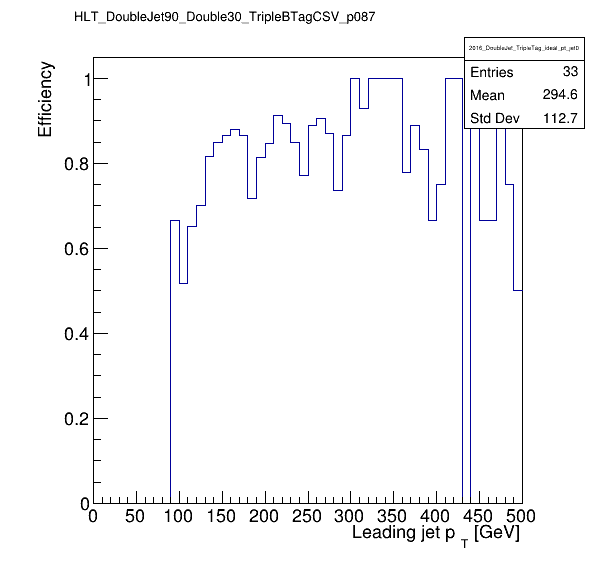 HLT_DoubleJet90_Double30_TripleBTagCSV_p087
2016_DoubleJet_TripleTag_Ideal_pt_jet0
Entries 33
Mean 294.6
Std Dev 112.7
Efficiency
1
0.8
0.6
0.4
0.2
0
0 50 100 150 200 250 300 350 400 450 500
Leading jet p T [GeV]